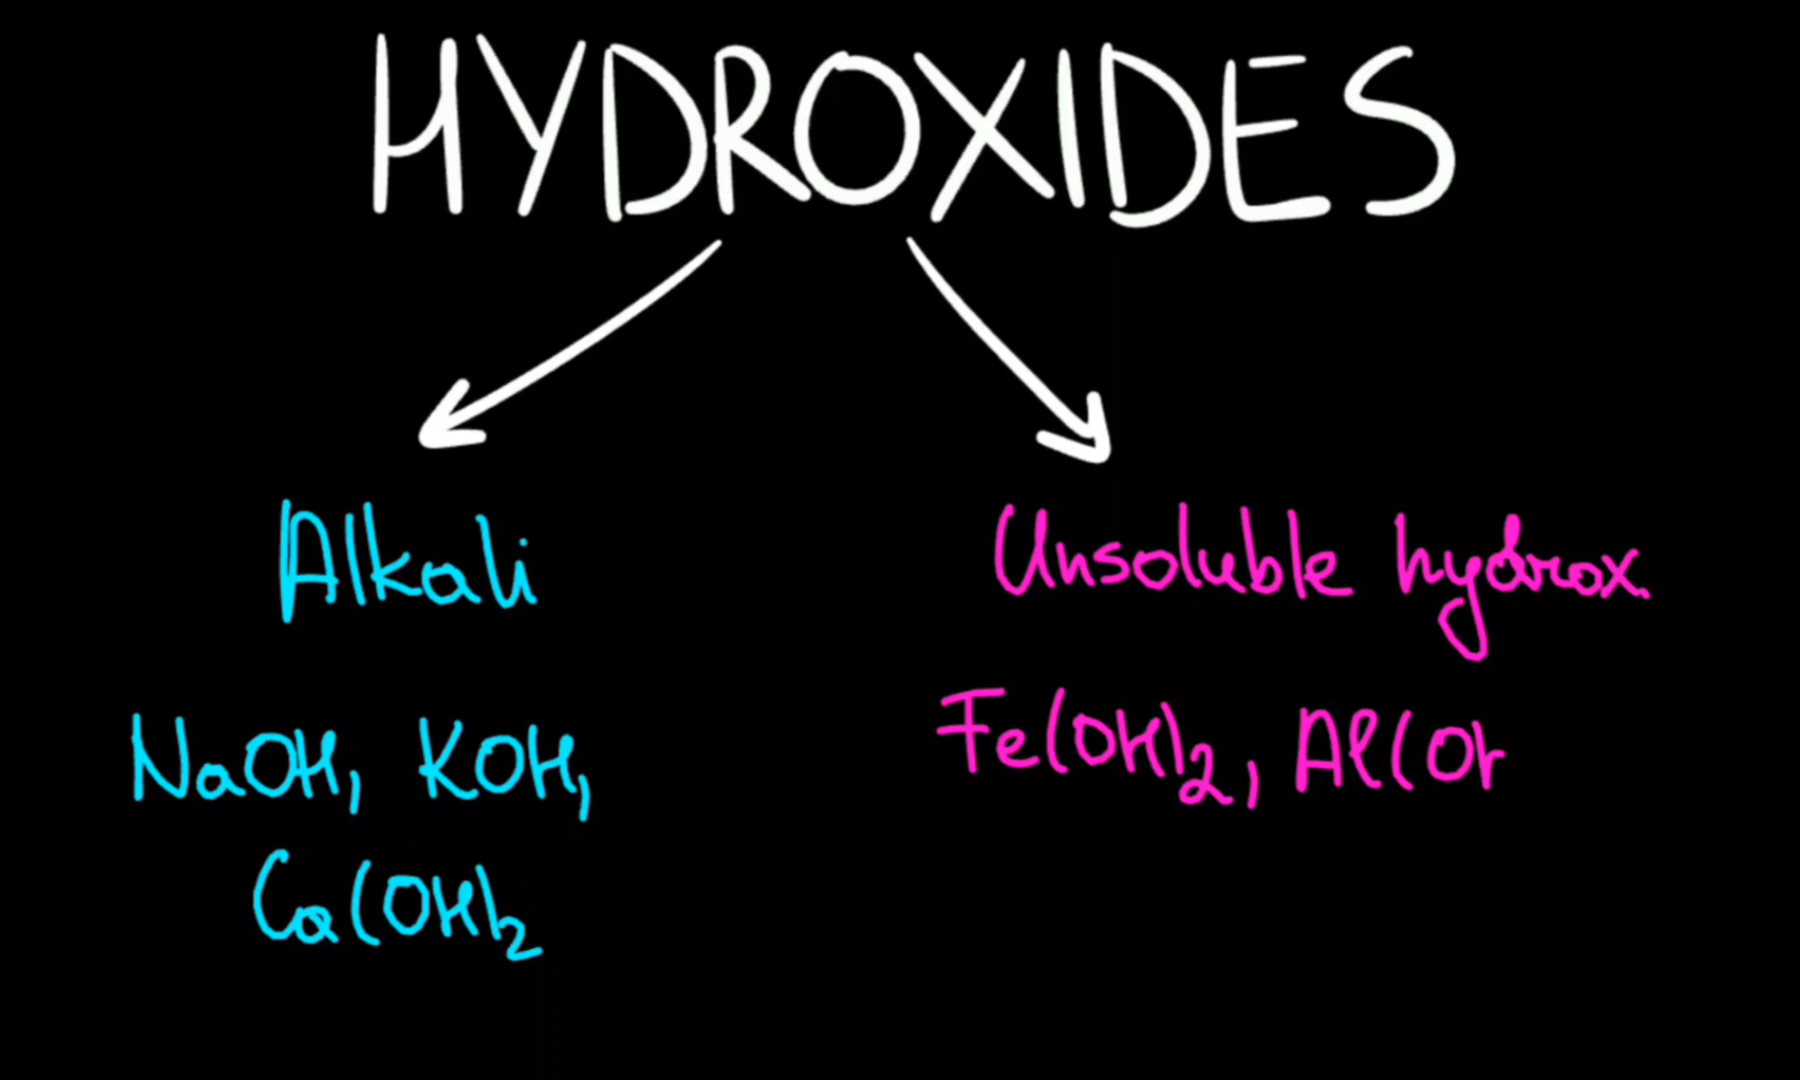 HYDROXIDES
Alkali
Unsoluble hydrox.
NaOH, KOH,
Ca(OH)₂
Fe(OH)₂, Al(OH